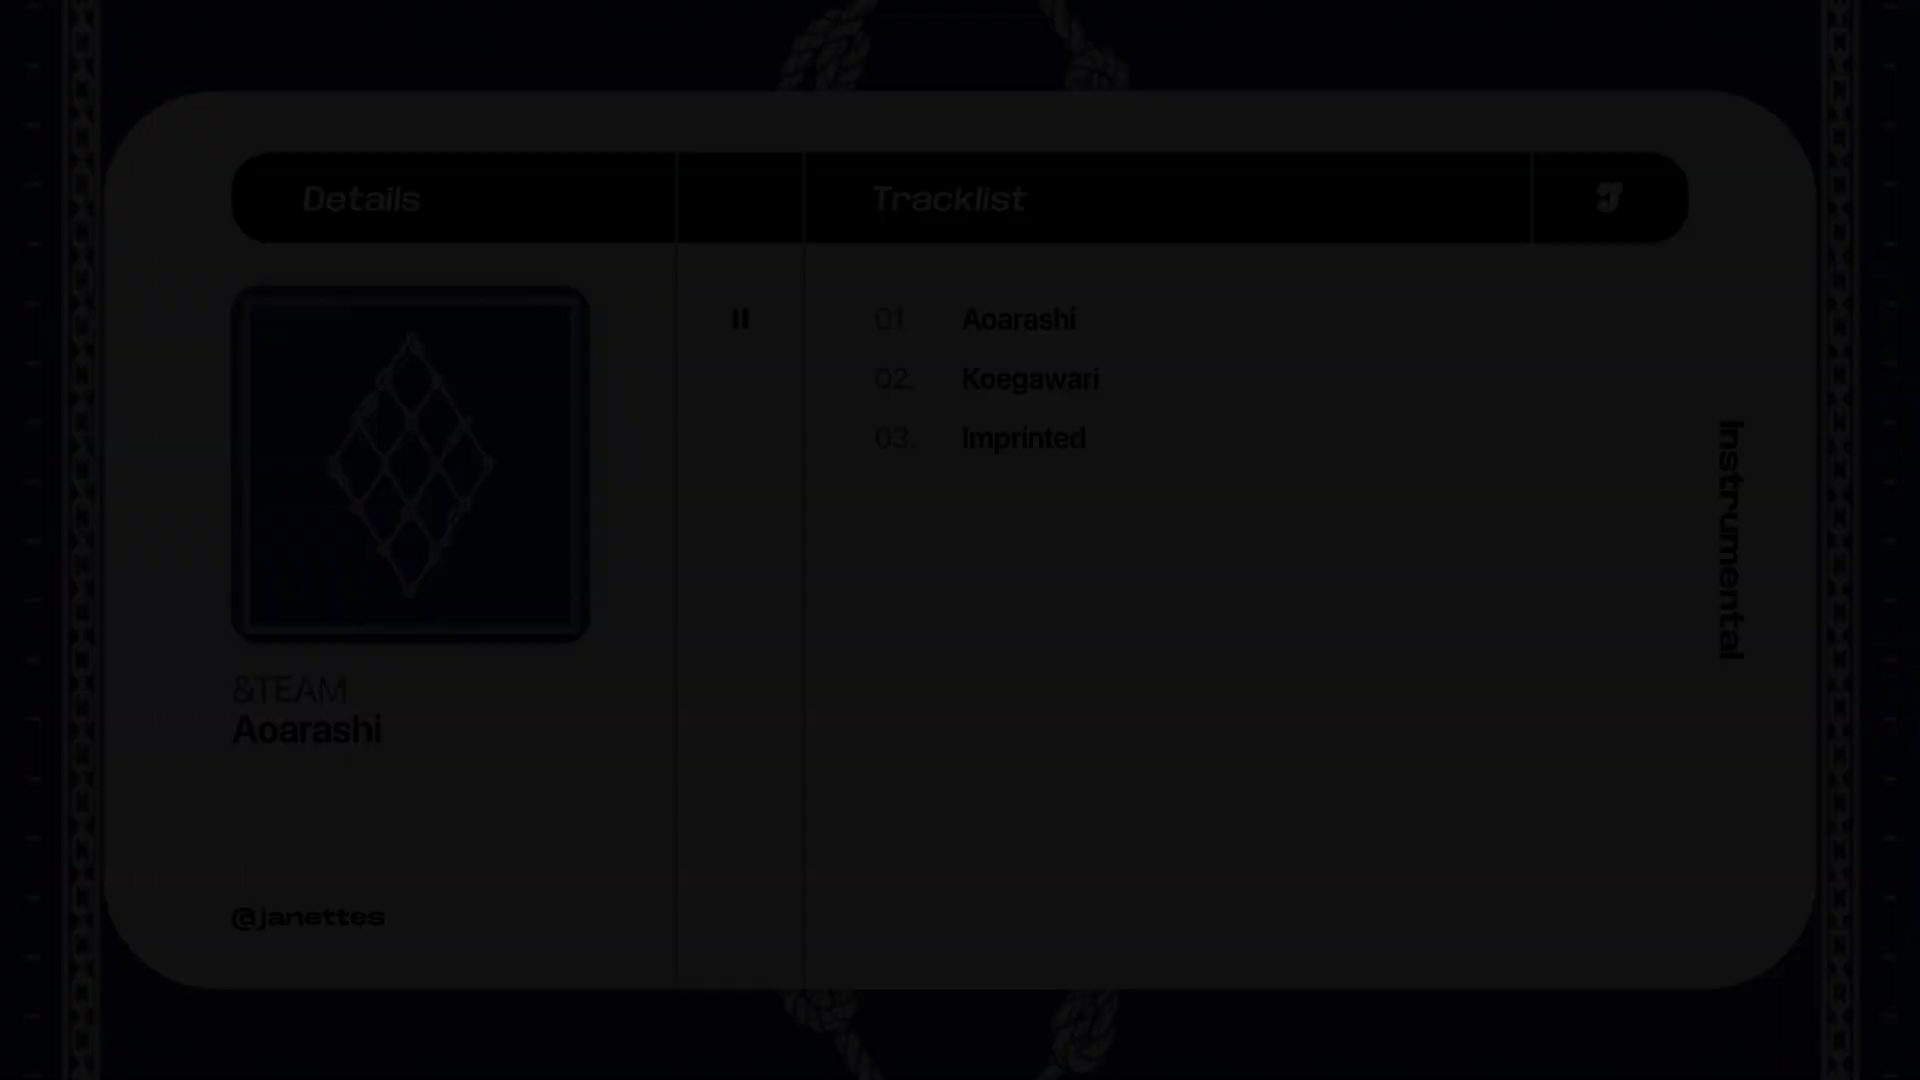 Details
Tracklist
J
01. Aoarashi
02. Koegawari
03. Imprinted
Instrumental
&TEAM
Aoarashi
@janettes